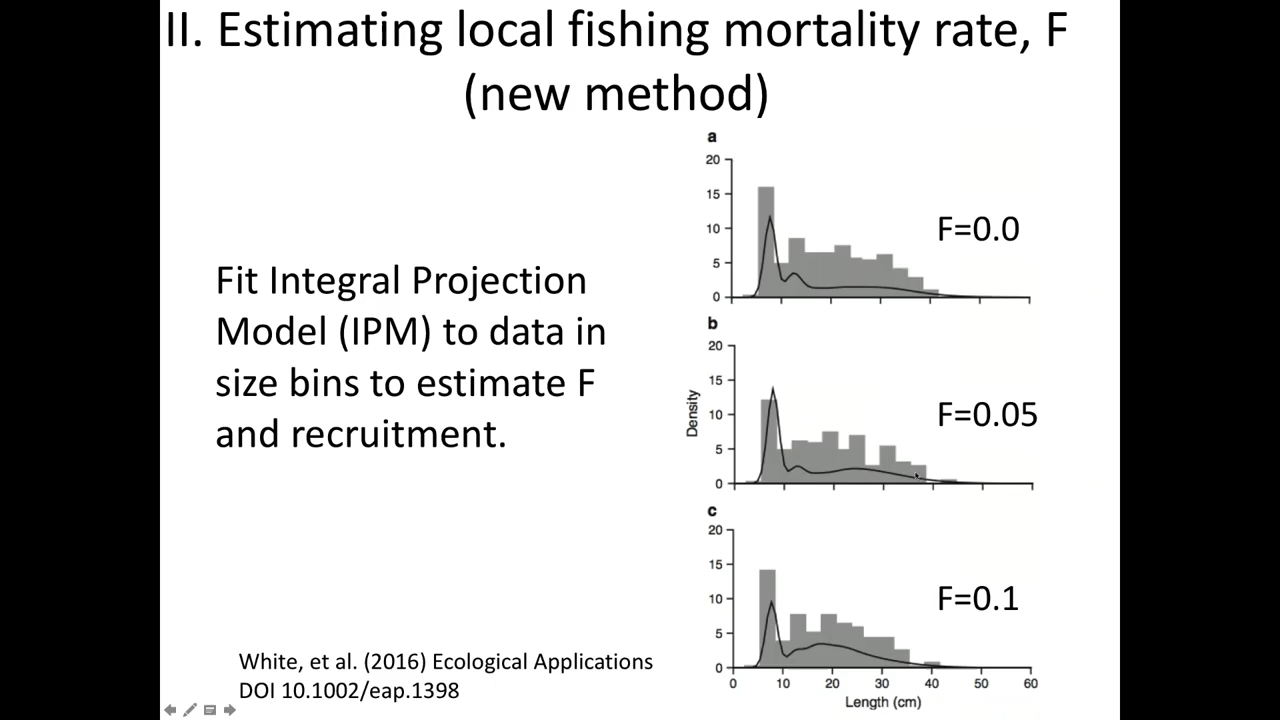 II. Estimating local fishing mortality rate, F
(new method)
Fit Integral Projection
Model (IPM) to data in
size bins to estimate F
and recruitment.
White, et al. (2016) Ecological Applications
DOI 10.1002/eap.1398
a
20
15
10
5
0
F=0.0
b
20
15
10
5
0
Density
F=0.05
c
20
15
10
5
0
F=0.1
0 10 20 30 40 50 60
Length (cm)